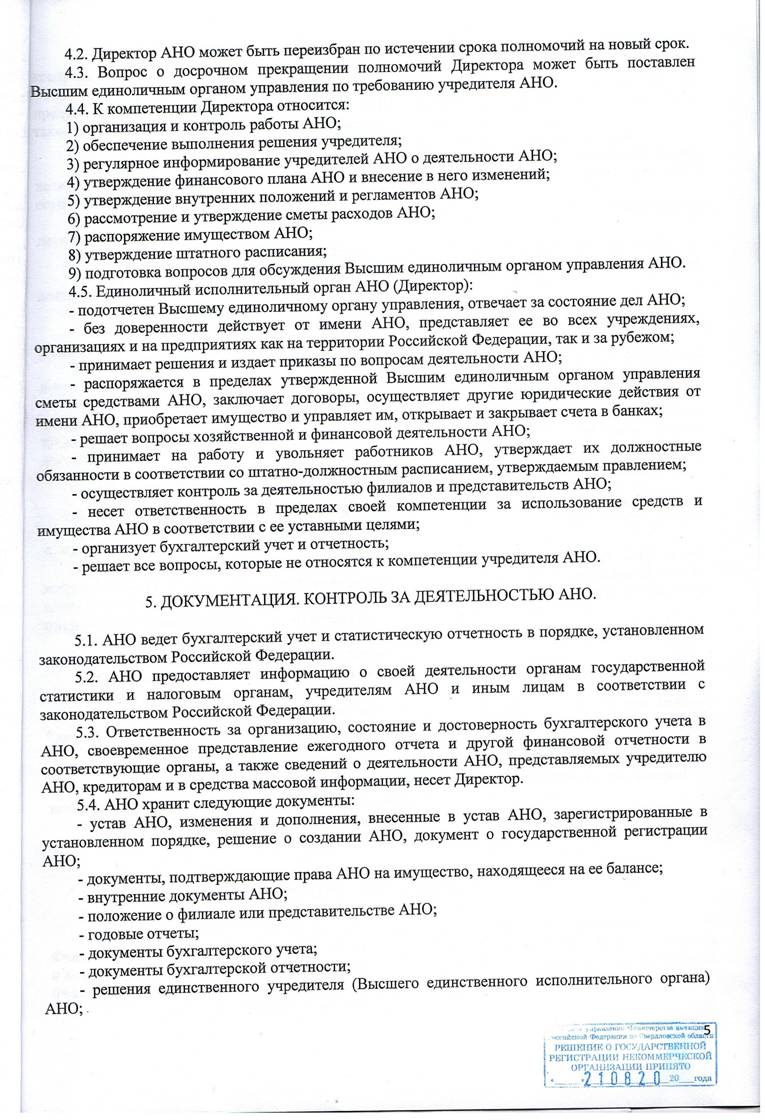 4.2. Директор АНО может быть переизбран по истечении срока полномочий на новый срок.
4.3. Вопрос о досрочном прекращении полномочий Директора может быть поставлен
Высшим единоличным органом управления по требованию учредителя АНО.
4.4. К компетенции Директора относится:
1) организация и контроль работы АНО;
2) обеспечение выполнения решения учредителя;
3) регулярное информирование учредителей АНО о деятельности АНО;
4) утверждение финансового плана АНО и внесение в него изменений;
5) утверждение внутренних положений и регламентов АНО;
6) рассмотрение и утверждение сметы расходов АНО;
7) распоряжение имуществом АНО;
8) утверждение штатного расписания;
9) подготовка вопросов для обсуждения Высшим единоличным органом управления АНО.
4.5. Единоличный исполнительный орган АНО (Директор):
- подотчетен Высшему единоличному органу управления, отвечает за состояние дел АНО;
- без доверенности действует от имени АНО, представляет ее во всех учреждениях,
организациях и на предприятиях как на территории Российской Федерации, так и за рубежом;
- принимает решения и издает приказы по вопросам деятельности АНО;
- распоряжается в пределах утвержденной Высшим единоличным органом управления
сметы средствами АНО, заключает договоры, осуществляет другие юридические действия от
имени АНО, приобретает имущество и управляет им, открывает и закрывает счета в банках;
- решает вопросы хозяйственной и финансовой деятельности АНО;
- принимает на работу и увольняет работников АНО, утверждает их должностные
обязанности в соответствии со штатно-должностным расписанием, утверждаемым правлением;
- осуществляет контроль за деятельностью филиалов и представительств АНО;
- несет ответственность в пределах своей компетенции за использование средств и
имущества АНО в соответствии с ее уставными целями;
- организует бухгалтерский учет и отчетность;
- решает все вопросы, которые не относятся к компетенции учредителя АНО.
5. ДОКУМЕНТАЦИЯ. КОНТРОЛЬ ЗА ДЕЯТЕЛЬНОСТЬЮ АНО.
5.1. АНО ведет бухгалтерский учет и статистическую отчетность в порядке, установленном
законодательством Российской Федерации.
5.2. АНО предоставляет информацию о своей деятельности органам государственной
статистики и налоговым органам, учредителям АНО и иным лицам в соответствии с
законодательством Российской Федерации.
5.3. Ответственность за организацию, состояние и достоверность бухгалтерского учета в
АНО, своевременное представление ежегодного отчета и другой финансовой отчетности в
соответствующие органы, а также сведений о деятельности АНО, представляемых учредителю
АНО, кредиторам и в средства массовой информации, несет Директор.
5.4. АНО хранит следующие документы:
- устав АНО, изменения и дополнения, внесенные в устав АНО, зарегистрированные в
установленном порядке, решение о создании АНО, документ о государственной регистрации
АНО;
- документы, подтверждающие права АНО на имущество, находящееся на ее балансе;
- внутренние документы АНО;
- положение о филиале или представительстве АНО;
- годовые отчеты;
- документы бухгалтерского учета;
- документы бухгалтерской отчетности;
- решения единственного учредителя (Высшего единственного исполнительного органа)
АНО;
5
управление Министерства юстиции
Российской Федерации по Свердловской области
РЕШЕНИЕ О ГОСУДАРСТВЕННОЙ
РЕГИСТРАЦИИ НЕКОММЕРЧЕСКОЙ
ОРГАНИЗАЦИИ ПРИНЯТО
210820 20 года